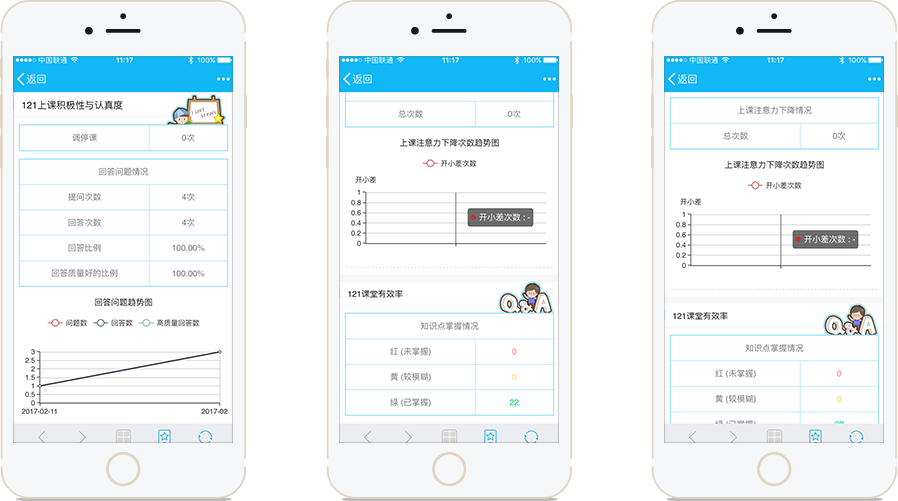 中国联通 11:17 100%
返回
121上课积极性与认真度
调停课 0次
回答问题情况
提问次数 4次
回答次数 4次
回答比例 100.00%
回答质量好的比例 100.00%
回答问题趋势图
问题数 回答数 高质量回答数
3
2.5
2
1.5
1
0.5
0
2017-02-11 2017-02
中国联通 11:17 100%
返回
总次数 0次
上课注意力下降次数趋势图
开小差次数
开小差
1
0.8
0.6
0.4
0.2
0
开小差次数 : -
121课堂有效率
Q&A
知识点掌握情况
红 (未掌握) 0
黄 (较模糊) 0
绿 (已掌握) 22
中国联通 11:17 100%
返回
上课注意力下降情况
总次数 0次
上课注意力下降次数趋势图
开小差次数
开小差
1
0.8
0.6
0.4
0.2
0
开小差次数 : -
121课堂有效率
Q&A
知识点掌握情况
红 (未掌握) 0
黄 (较模糊) 0
绿 (已掌握) 22